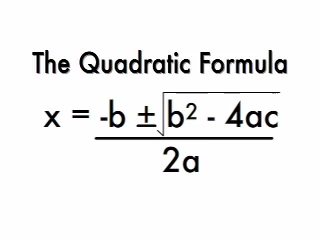 The Quadratic Formula
x = -b ± √b² - 4ac
2a